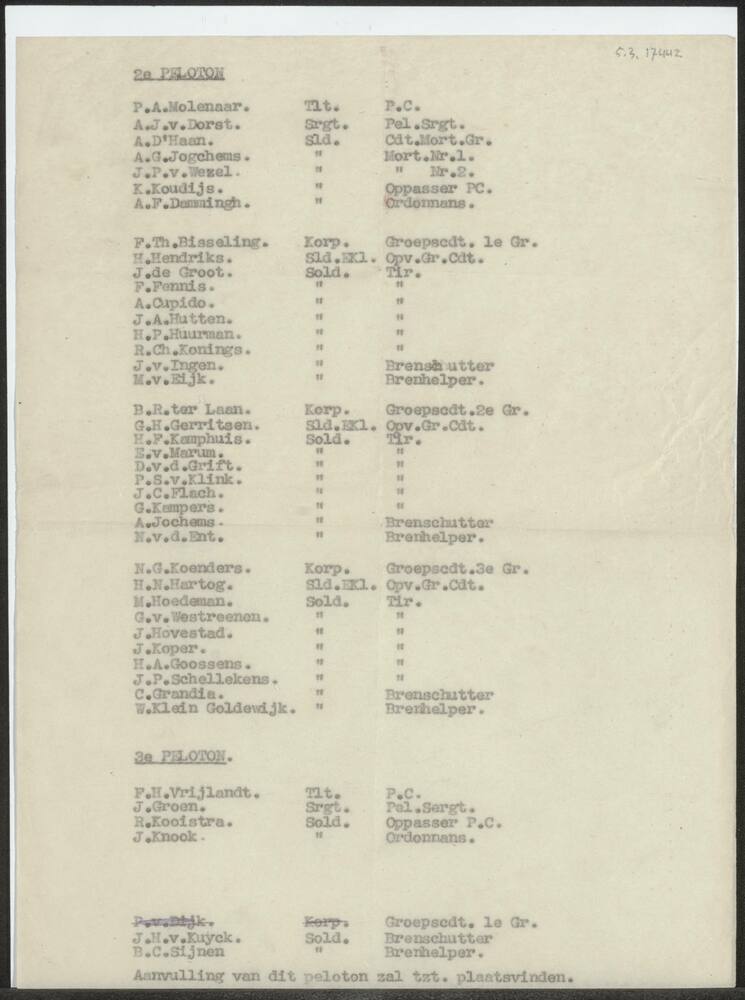 5.3. 17442
2e PELOTON
P.A.Molenaar. Tlt. P.C.
A.J.v.Dorst. Srgt. Pel.Srgt.
A.D'Haan. Sld. Cdt.Mort.Gr.
A.G.Jogchems. " Mort.Nr.1.
J.P.v.Wezel. " " Nr.2.
K.Koudijs. " Oppasser PC.
A.F.Dammingh. " Ordonnans.
F.Th.Bisseling. Korp. Groepscdt. 1e Gr.
H.Hendriks. Sld.EKl. Opv.Gr.Cdt.
J.de Groot. Sold. Tir.
F.Fennis. " "
A.Cupido. " "
J.A.Hutten. " "
H.P.Huurman. " "
R.Ch.Konings. " "
J.v.Ingen. " Brenschutter
M.v.Eijk. " Brenhelper.
B.R.ter Laan. Korp. Groepscdt.2e Gr.
G.H.Gerritsen. Sld.EKl. Opv.Gr.Cdt.
H.F.Kamphuis. Sold. Tir.
E.v.Marum. " "
D.v.d.Grift. " "
P.S.v.Klink. " "
J.C.Flach. " "
G.Kampers. " "
A.Jochems. " Brenschutter
N.v.d.Ent. " Brenhelper.
N.G.Koenders. Korp. Groepscdt.3e Gr.
H.N.Hartog. Sld.EKl. Opv.Gr.Cdt.
M.Hoedeman. Sold. Tir.
G.v.Westreenen. " "
J.Hovestad. " "
J.Koper. " "
H.A.Goossens. " "
J.P.Schellekens. " "
C.Grandia. " Brenschutter
W.Klein Goldewijk. " Brenhelper.
3e PELOTON.
F.H.Vrijlandt. Tlt. P.C.
J.Groen. Srgt. Pel.Sergt.
R.Kooistra. Sold. Oppasser P.C.
J.Knook. " Ordonnans.
P.v.Dijk. Korp. Groepscdt. 1e Gr.
J.H.v.Kuyck. Sold. Brenschutter
B.C.Sijnen " Brenhelper.
Aanvulling van dit peloton zal tzt. plaatsvinden.